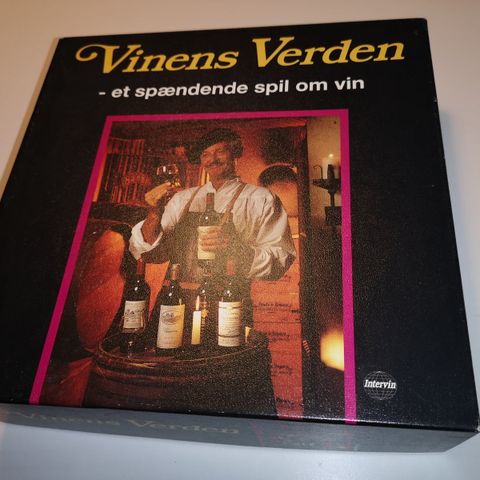 Vinens Verden
- et spændende spil om vin
Intervin
Vinens Verden